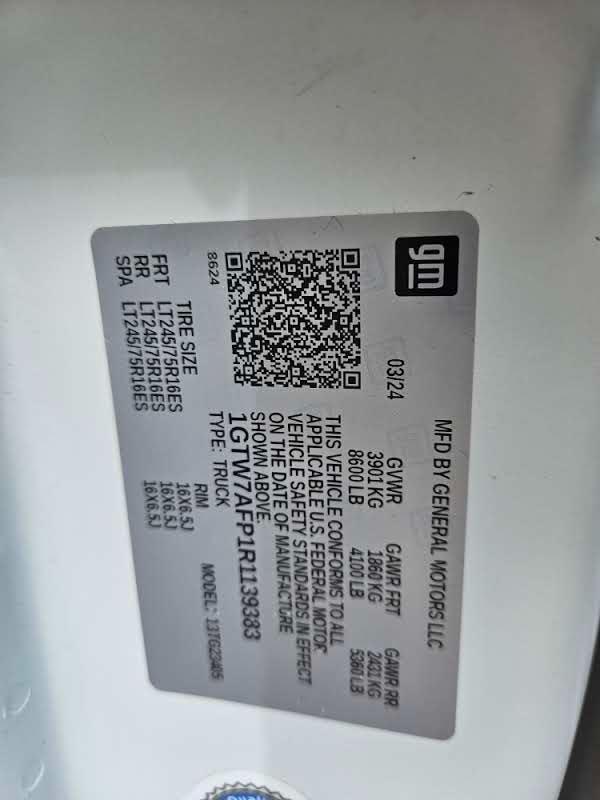 gm
MFD BY GENERAL MOTORS LLC
03/24
GVWR GAWR FRT GAWR RR
3901 KG 1860 KG 2431 KG
8600 LB 4100 LB 5360 LB
THIS VEHICLE CONFORMS TO ALL
APPLICABLE U.S. FEDERAL MOTOR
VEHICLE SAFETY STANDARDS IN EFFECT
ON THE DATE OF MANUFACTURE
SHOWN ABOVE.
1GTW7AFP1R1139383
8624
TYPE: TRUCK MODEL: 13TG23405
TIRE SIZE RIM
FRT LT245/75R16ES 16X6.5J
RR LT245/75R16ES 16X6.5J
SPA LT245/75R16ES 16X6.5J